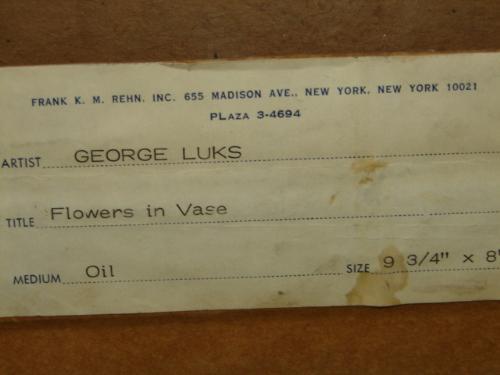 FRANK K. M. REHN, INC. 655 MADISON AVE., NEW YORK, NEW YORK 10021
PLAZA 3-4694
ARTIST GEORGE LUKS
TITLE Flowers in Vase
MEDIUM Oil SIZE 9 3/4" x 8"